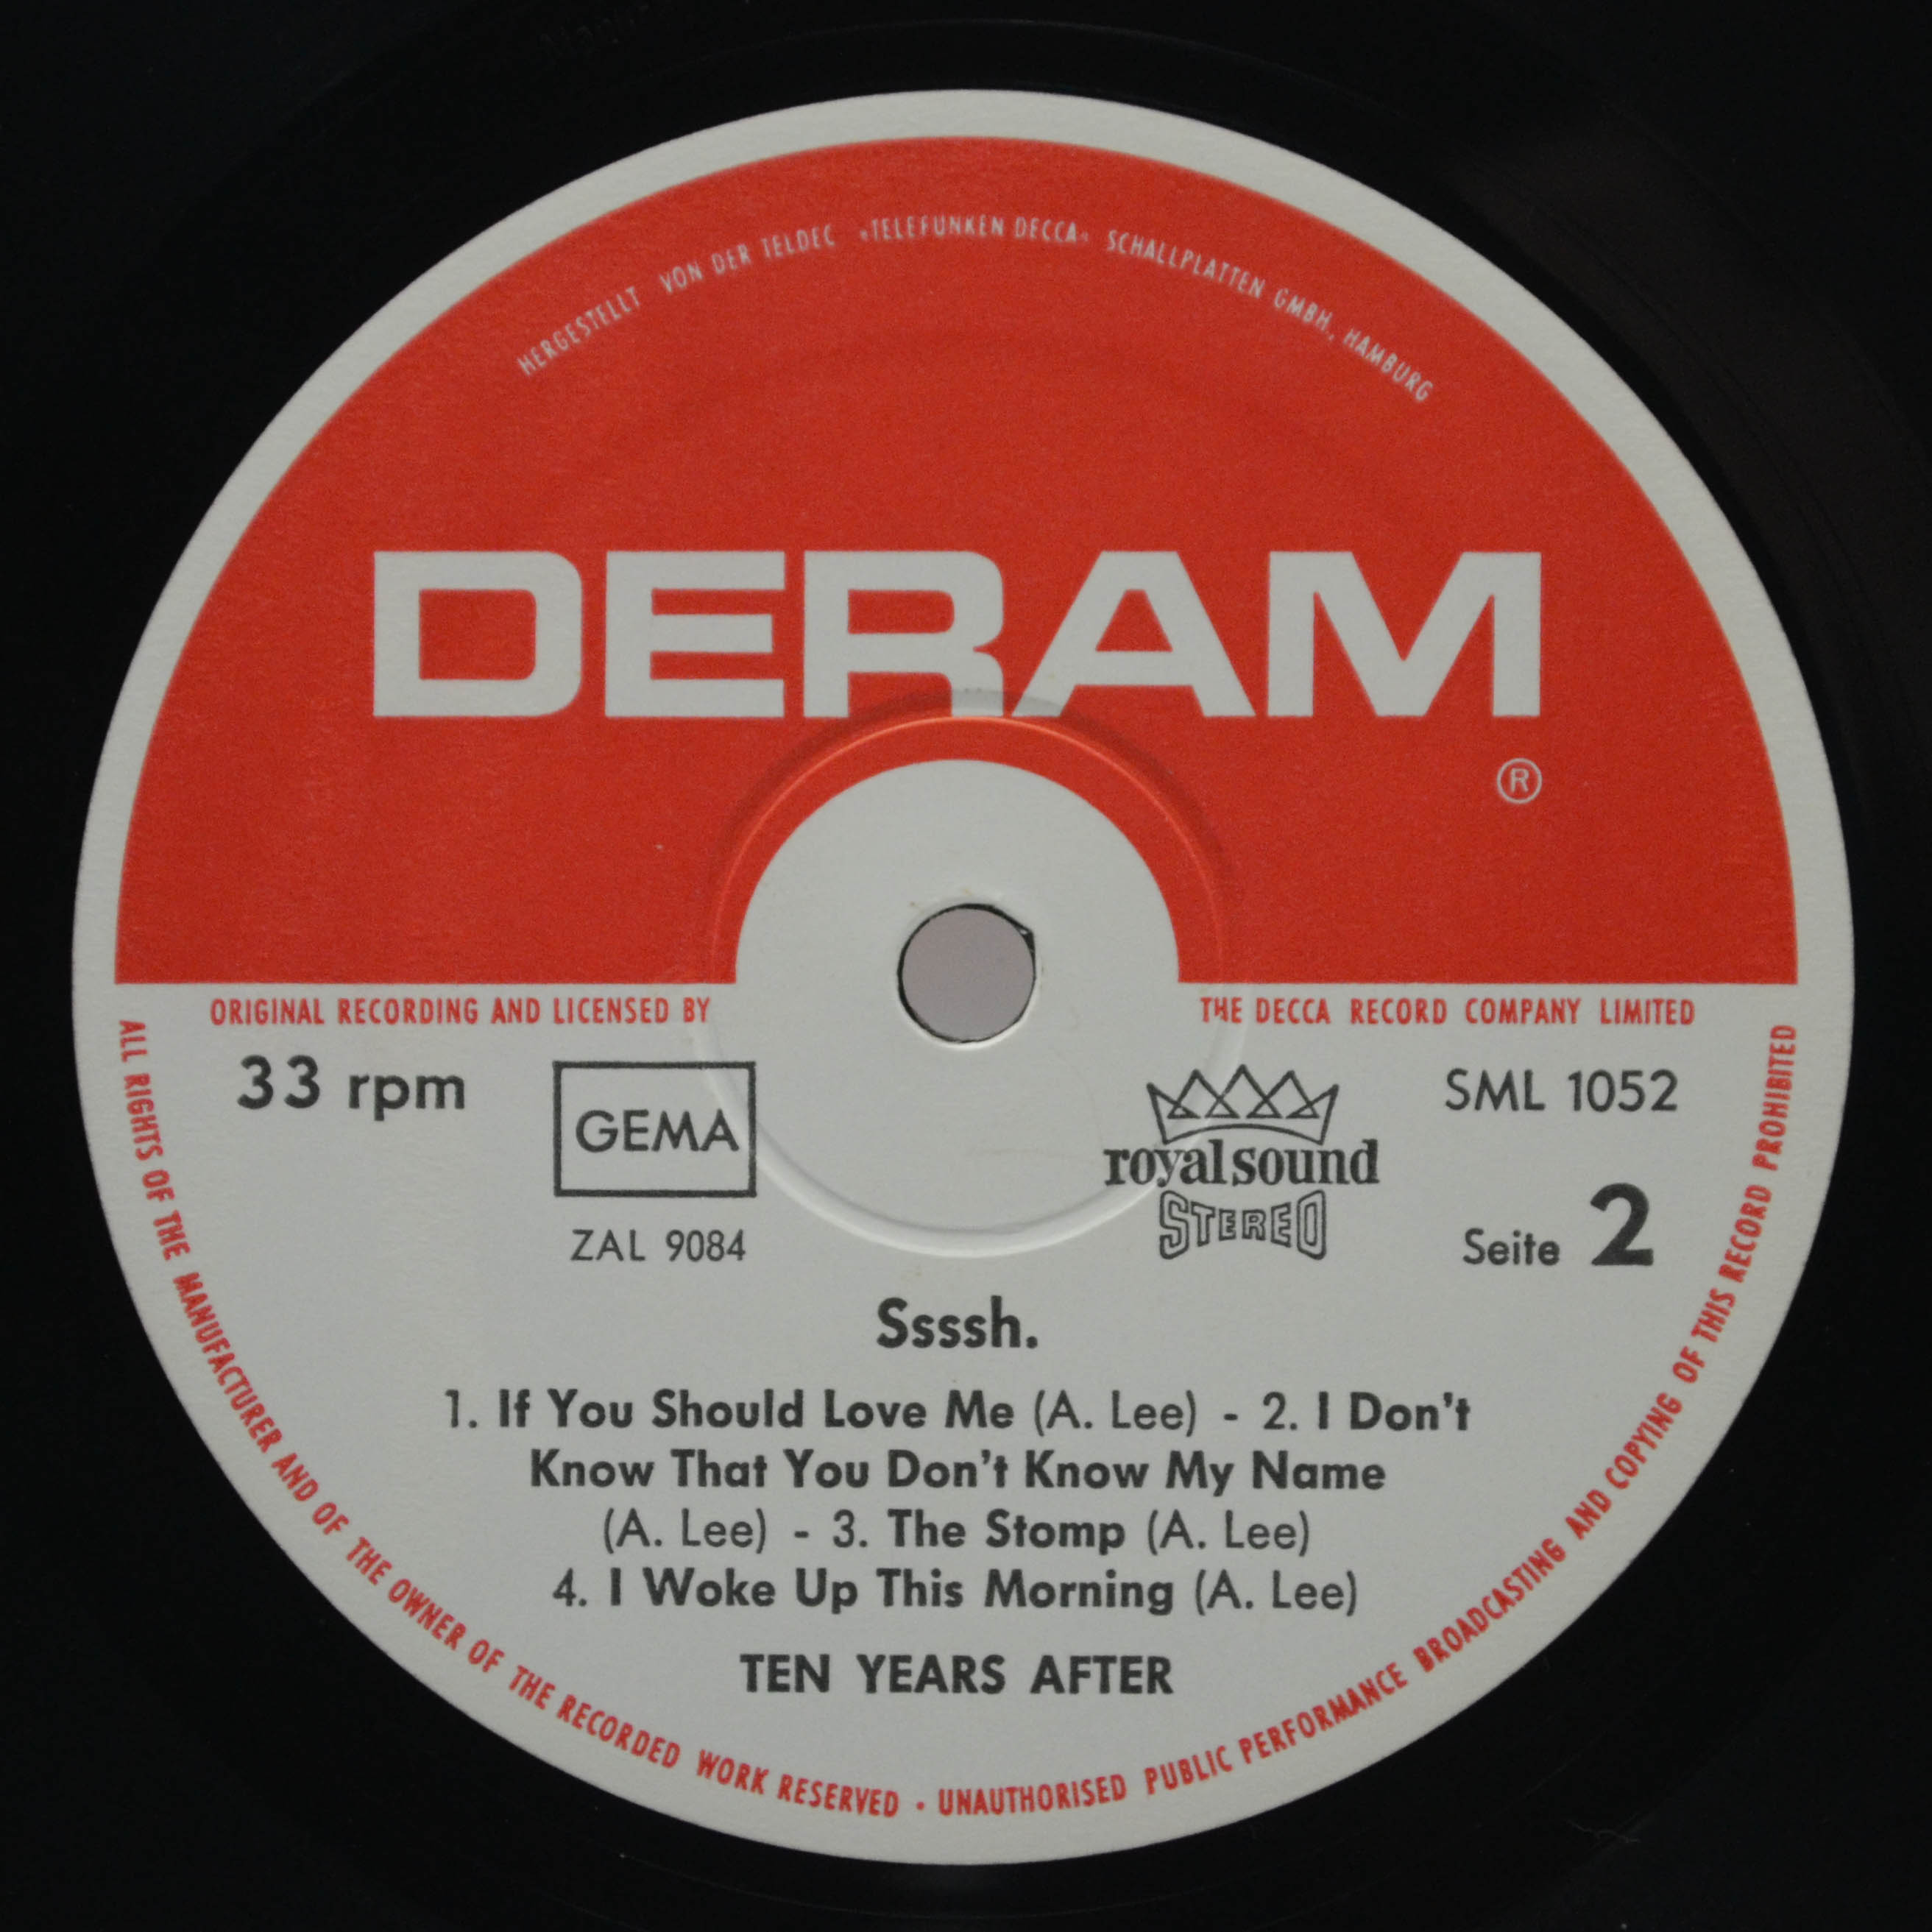 HERGESTELLT VON DER TELDEC »TELEFUNKEN DECCA« SCHALLPLATTEN GMBH, HAMBURG
DERAM
®
ORIGINAL RECORDING AND LICENSED BY THE DECCA RECORD COMPANY LIMITED
33 rpm
GEMA
ZAL 9084
royal sound
STEREO
SML 1052
Seite 2
Ssssh.
1. If You Should Love Me (A. Lee) - 2. I Don't
Know That You Don't Know My Name
(A. Lee) - 3. The Stomp (A. Lee)
4. I Woke Up This Morning (A. Lee)
TEN YEARS AFTER
ALL RIGHTS OF THE MANUFACTURER AND OF THE OWNER OF THE RECORDED WORK RESERVED · UNAUTHORISED PUBLIC PERFORMANCE BROADCASTING AND COPYING OF THIS RECORD PROHIBITED